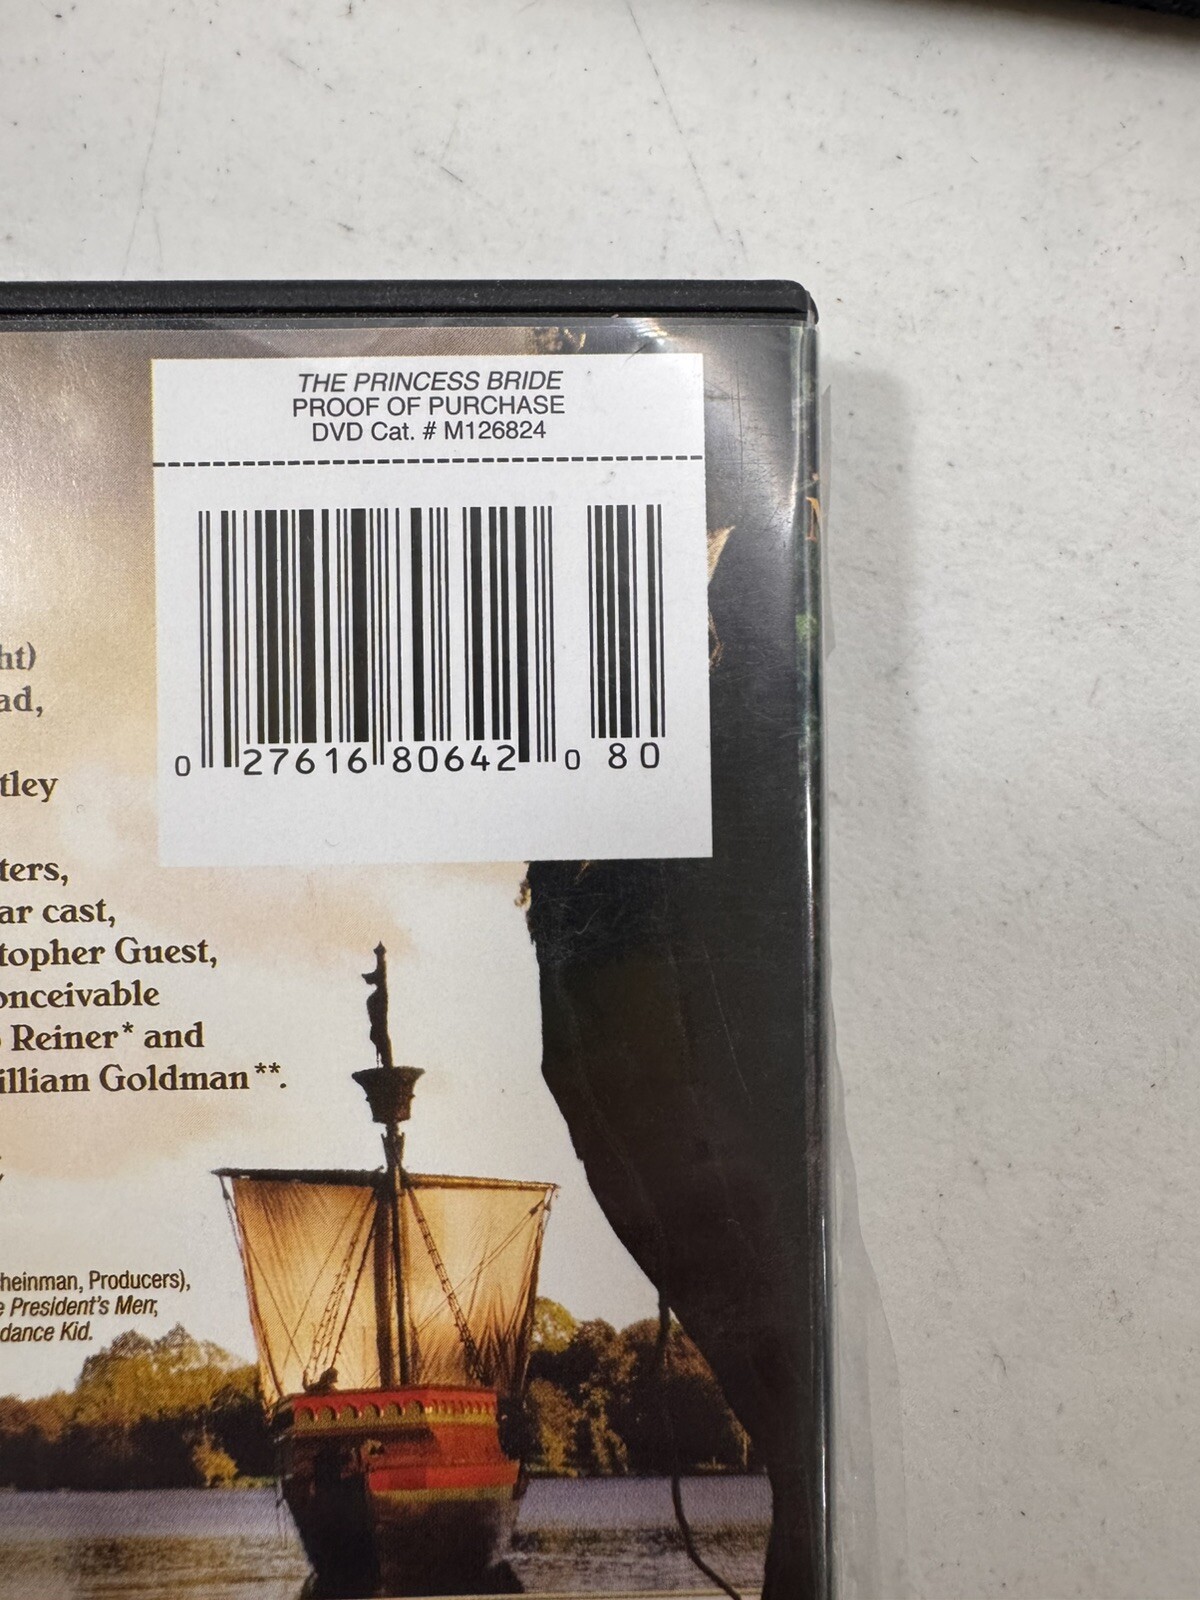 THE PRINCESS BRIDE
PROOF OF PURCHASE
DVD Cat. # M126824
0 27616 80642 0 80
ht)
ad,
tley
ters,
ar cast,
topher Guest,
onceivable
Reiner* and
illiam Goldman**.
heinman, Producers),
e President's Men;
dance Kid.